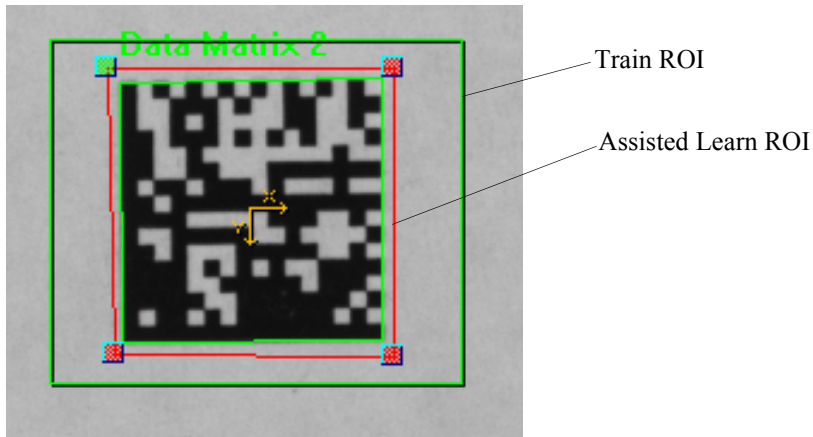 Data Matrix 2
Train ROI
Assisted Learn ROI
X
Y